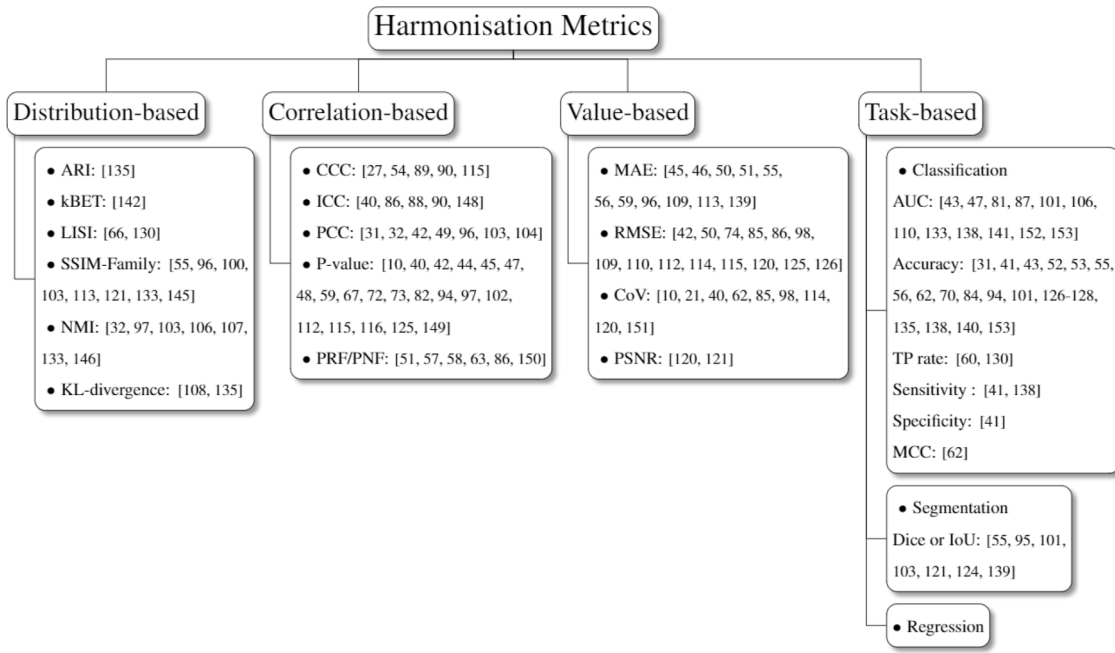 Harmonisation Metrics
Distribution-based
• ARI: [135]
• kBET: [142]
• LISI: [66, 130]
• SSIM-Family: [55, 96, 100,
103, 113, 121, 133, 145]
• NMI: [32, 97, 103, 106, 107,
133, 146]
• KL-divergence: [108, 135]
Correlation-based
• CCC: [27, 54, 89, 90, 115]
• ICC: [40, 86, 88, 90, 148]
• PCC: [31, 32, 42, 49, 96, 103, 104]
• P-value: [10, 40, 42, 44, 45, 47,
48, 59, 67, 72, 73, 82, 94, 97, 102,
112, 115, 116, 125, 149]
• PRF/PNF: [51, 57, 58, 63, 86, 150]
Value-based
• MAE: [45, 46, 50, 51, 55,
56, 59, 96, 109, 113, 139]
• RMSE: [42, 50, 74, 85, 86, 98,
109, 110, 112, 114, 115, 120, 125, 126]
• CoV: [10, 21, 40, 62, 85, 98, 114,
120, 151]
• PSNR: [120, 121]
Task-based
• Classification
AUC: [43, 47, 81, 87, 101, 106,
110, 133, 138, 141, 152, 153]
Accuracy: [31, 41, 43, 52, 53, 55,
56, 62, 70, 84, 94, 101, 126-128,
135, 138, 140, 153]
TP rate: [60, 130]
Sensitivity : [41, 138]
Specificity: [41]
MCC: [62]
• Segmentation
Dice or IoU: [55, 95, 101,
103, 121, 124, 139]
• Regression